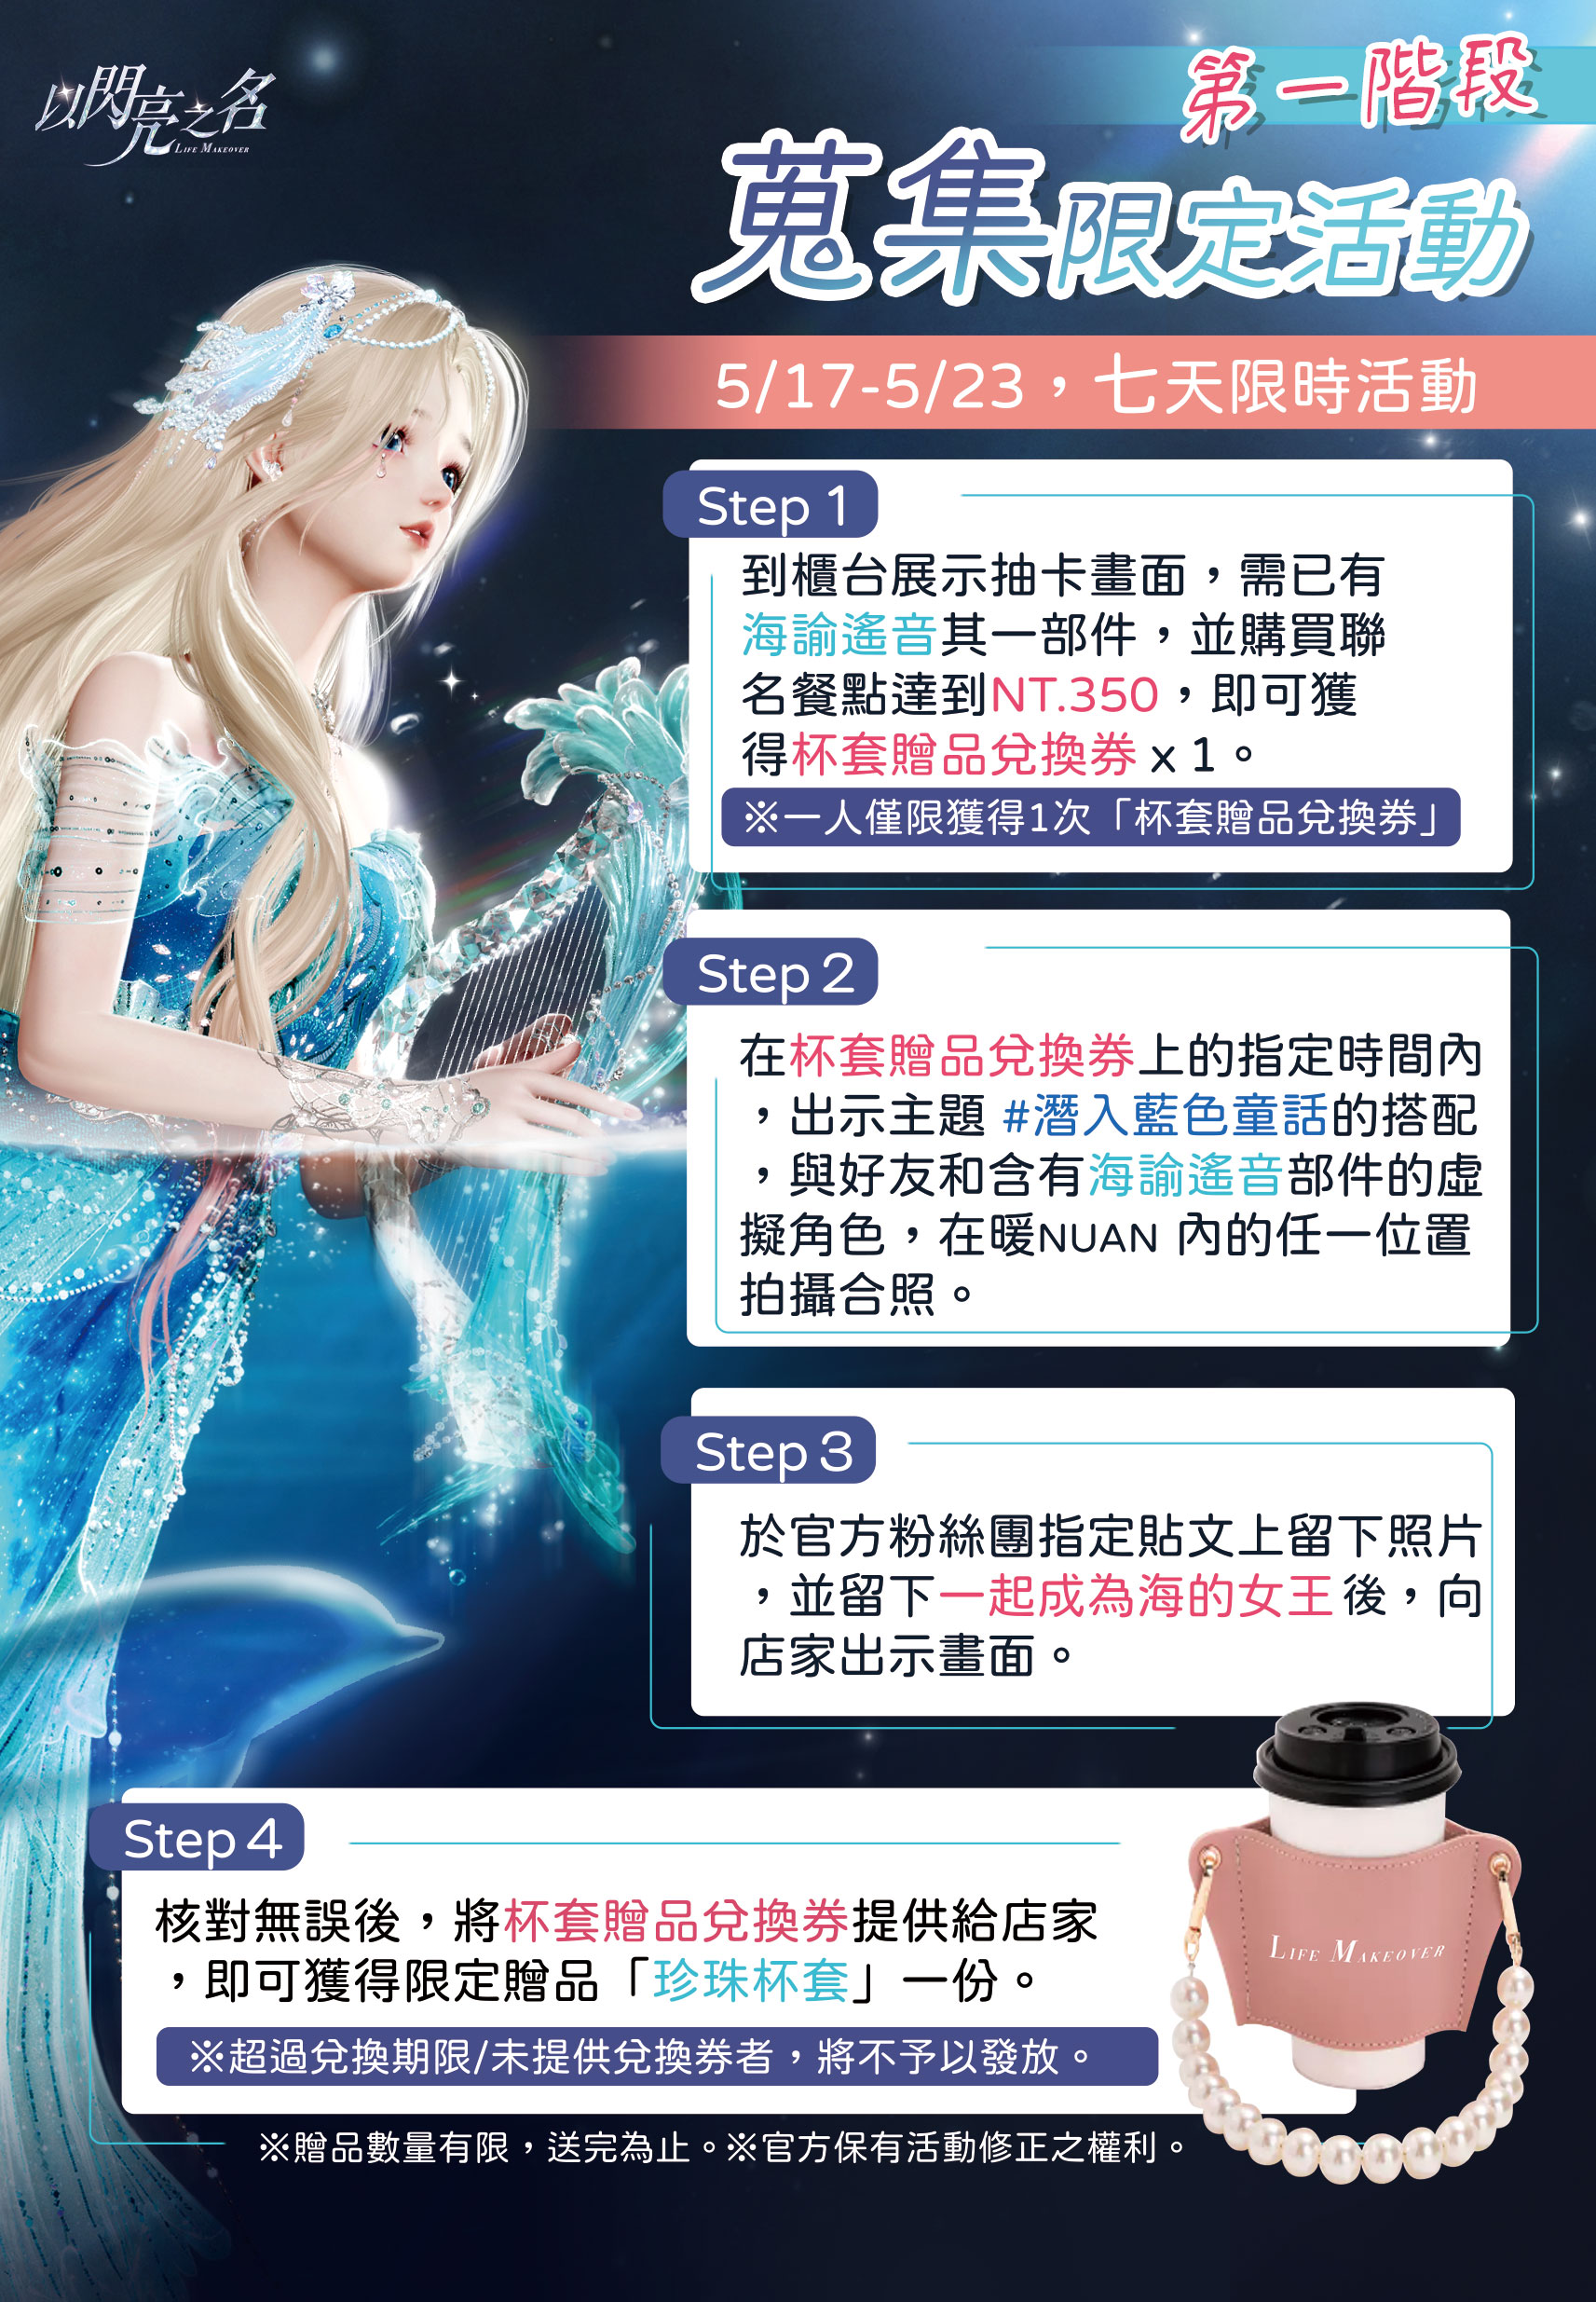 以閃亮之名
LIFE MAKEOVER
第一階段
蒐集限定活動
5/17-5/23，七天限時活動
Step 1
到櫃台展示抽卡畫面，需已有
海諭遙音其一部件，並購買聯
名餐點達到NT.350，即可獲
得杯套贈品兌換券 x 1。
※一人僅限獲得1次「杯套贈品兌換券」
Step 2
在杯套贈品兌換券上的指定時間內
，出示主題 #潛入藍色童話的搭配
，與好友和含有海諭遙音部件的虛
擬角色，在暖NUAN 內的任一位置
拍攝合照。
Step 3
於官方粉絲團指定貼文上留下照片
，並留下一起成為海的女王後，向
店家出示畫面。
Step 4
核對無誤後，將杯套贈品兌換券提供給店家
，即可獲得限定贈品「珍珠杯套」一份。
※超過兌換期限/未提供兌換券者，將不予以發放。
LIFE MAKEOVER
※贈品數量有限，送完為止。※官方保有活動修正之權利。